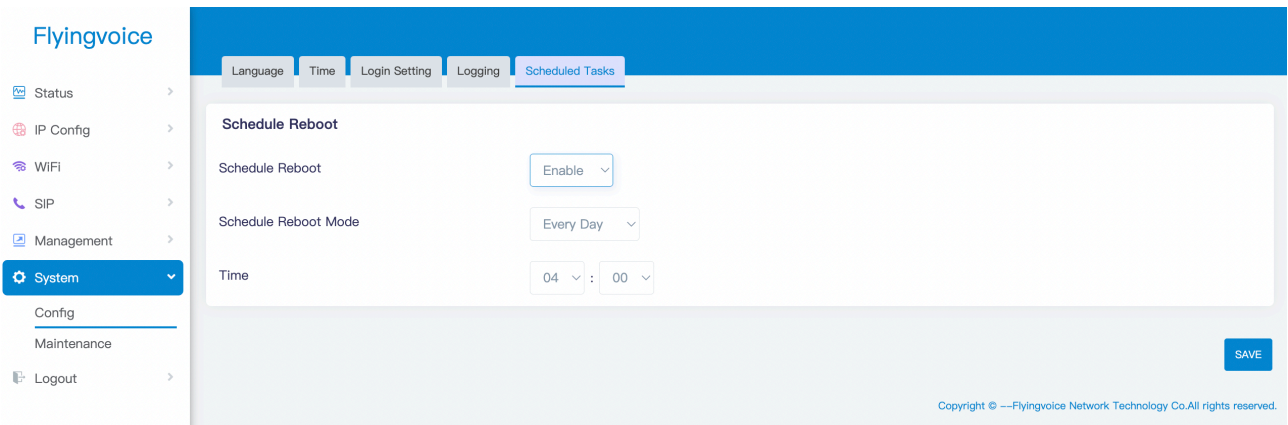 Flyingvoice
Language Time Login Setting Logging Scheduled Tasks
Status
IP Config
WiFi
SIP
Management
System
Config
Maintenance
Logout
Schedule Reboot
Schedule Reboot Enable
Schedule Reboot Mode Every Day
Time 04 : 00
SAVE
Copyright © --Flyingvoice Network Technology Co.All rights reserved.